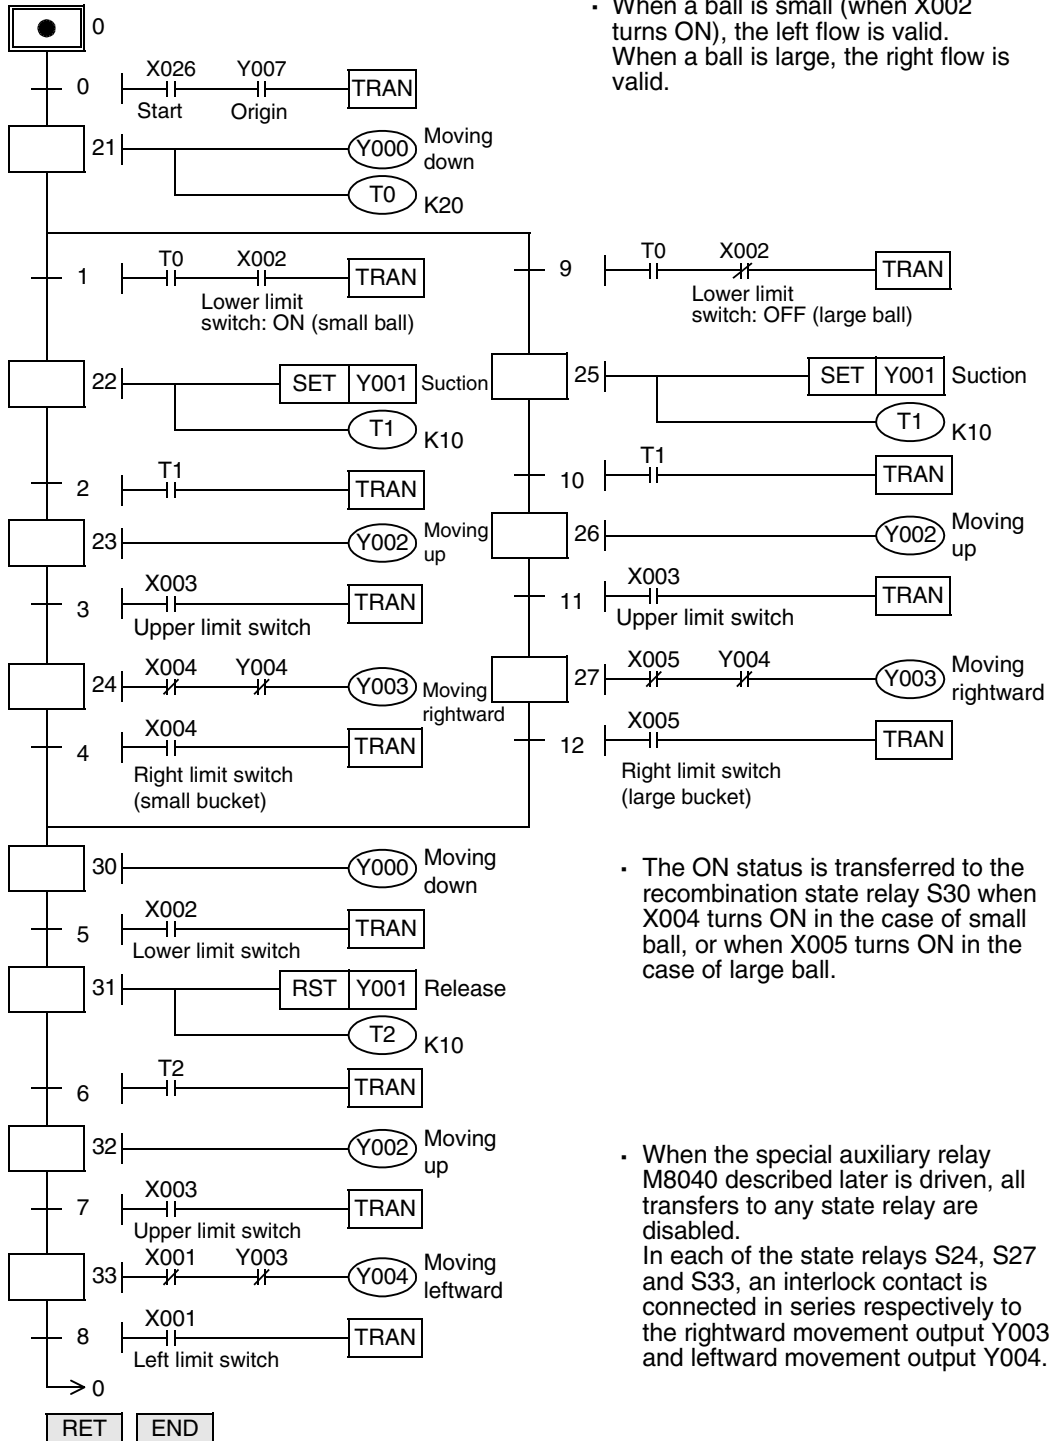 0
· When a ball is small (when X002
turns ON), the left flow is valid.
When a ball is large, the right flow is
valid.
0 X026 Y007 TRAN
Start Origin
21 Y000 Moving
down
T0 K20
1 T0 X002 TRAN
Lower limit
switch: ON (small ball)
9 T0 X002 TRAN
Lower limit
switch: OFF (large ball)
22 SET Y001 Suction
T1 K10
25 SET Y001 Suction
T1 K10
2 T1 TRAN
10 T1 TRAN
23 Y002 Moving
up
26 Y002 Moving
up
3 X003 TRAN
Upper limit switch
11 X003 TRAN
Upper limit switch
24 X004 Y004 Y003 Moving
rightward
27 X005 Y004 Y003 Moving
rightward
4 X004 TRAN
Right limit switch
(small bucket)
12 X005 TRAN
Right limit switch
(large bucket)
30 Y000 Moving
down
5 X002 TRAN
Lower limit switch
· The ON status is transferred to the
recombination state relay S30 when
X004 turns ON in the case of small
ball, or when X005 turns ON in the
case of large ball.
31 RST Y001 Release
T2 K10
6 T2 TRAN
32 Y002 Moving
up
7 X003 TRAN
Upper limit switch
33 X001 Y003 Y004 Moving
leftward
8 X001 TRAN
Left limit switch
0
· When the special auxiliary relay
M8040 described later is driven, all
transfers to any state relay are
disabled.
In each of the state relays S24, S27
and S33, an interlock contact is
connected in series respectively to
the rightward movement output Y003
and leftward movement output Y004.
RET END